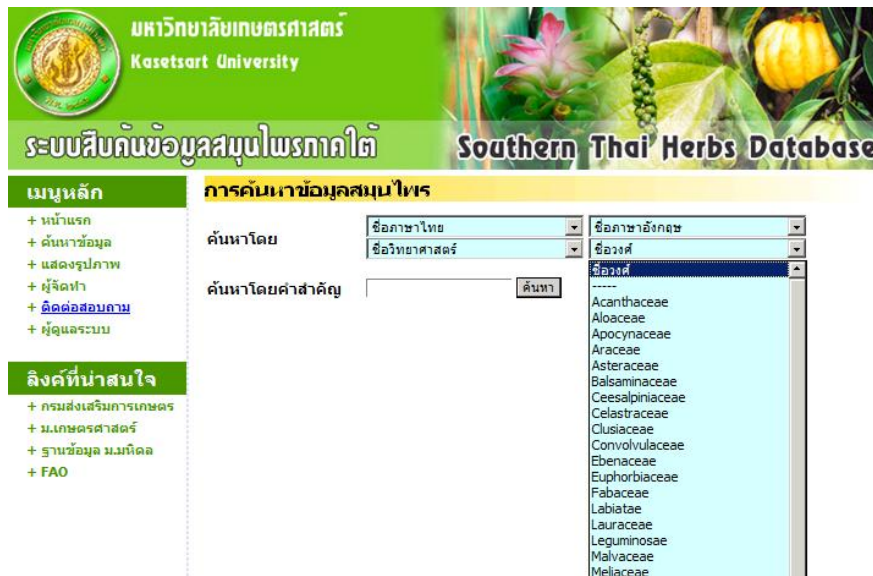 มหาวิทยาลัยเกษตรศาสตร์
Kasetsart University
ระบบสืบค้นข้อมูลสมุนไพรภาคใต้
Southern Thai Herbs Database
เมนูหลัก
+ หน้าแรก
+ ค้นหาข้อมูล
+ แสดงรูปภาพ
+ ผู้จัดทำ
+ ติดต่อสอบถาม
+ ผู้ดูแลระบบ
ลิงค์ที่น่าสนใจ
+ กรมส่งเสริมการเกษตร
+ ม.เกษตรศาสตร์
+ ฐานข้อมูล ม.มหิดล
+ FAO
การค้นหาข้อมูลสมุนไพร
ค้นหาโดย
ชื่อภาษาไทย
ชื่อภาษาอังกฤษ
ชื่อวิทยาศาสตร์
ชื่อวงศ์
ค้นหาโดยคำสำคัญ
ค้นหา
ชื่อวงศ์
-----
Acanthaceae
Aloaceae
Apocynaceae
Araceae
Asteraceae
Balsaminaceae
Ceesalpiniaceae
Celastraceae
Clusiaceae
Convolvulaceae
Ebenaceae
Euphorbiaceae
Fabaceae
Labiatae
Lauraceae
Leguminosae
Malvaceae
Meliaceae